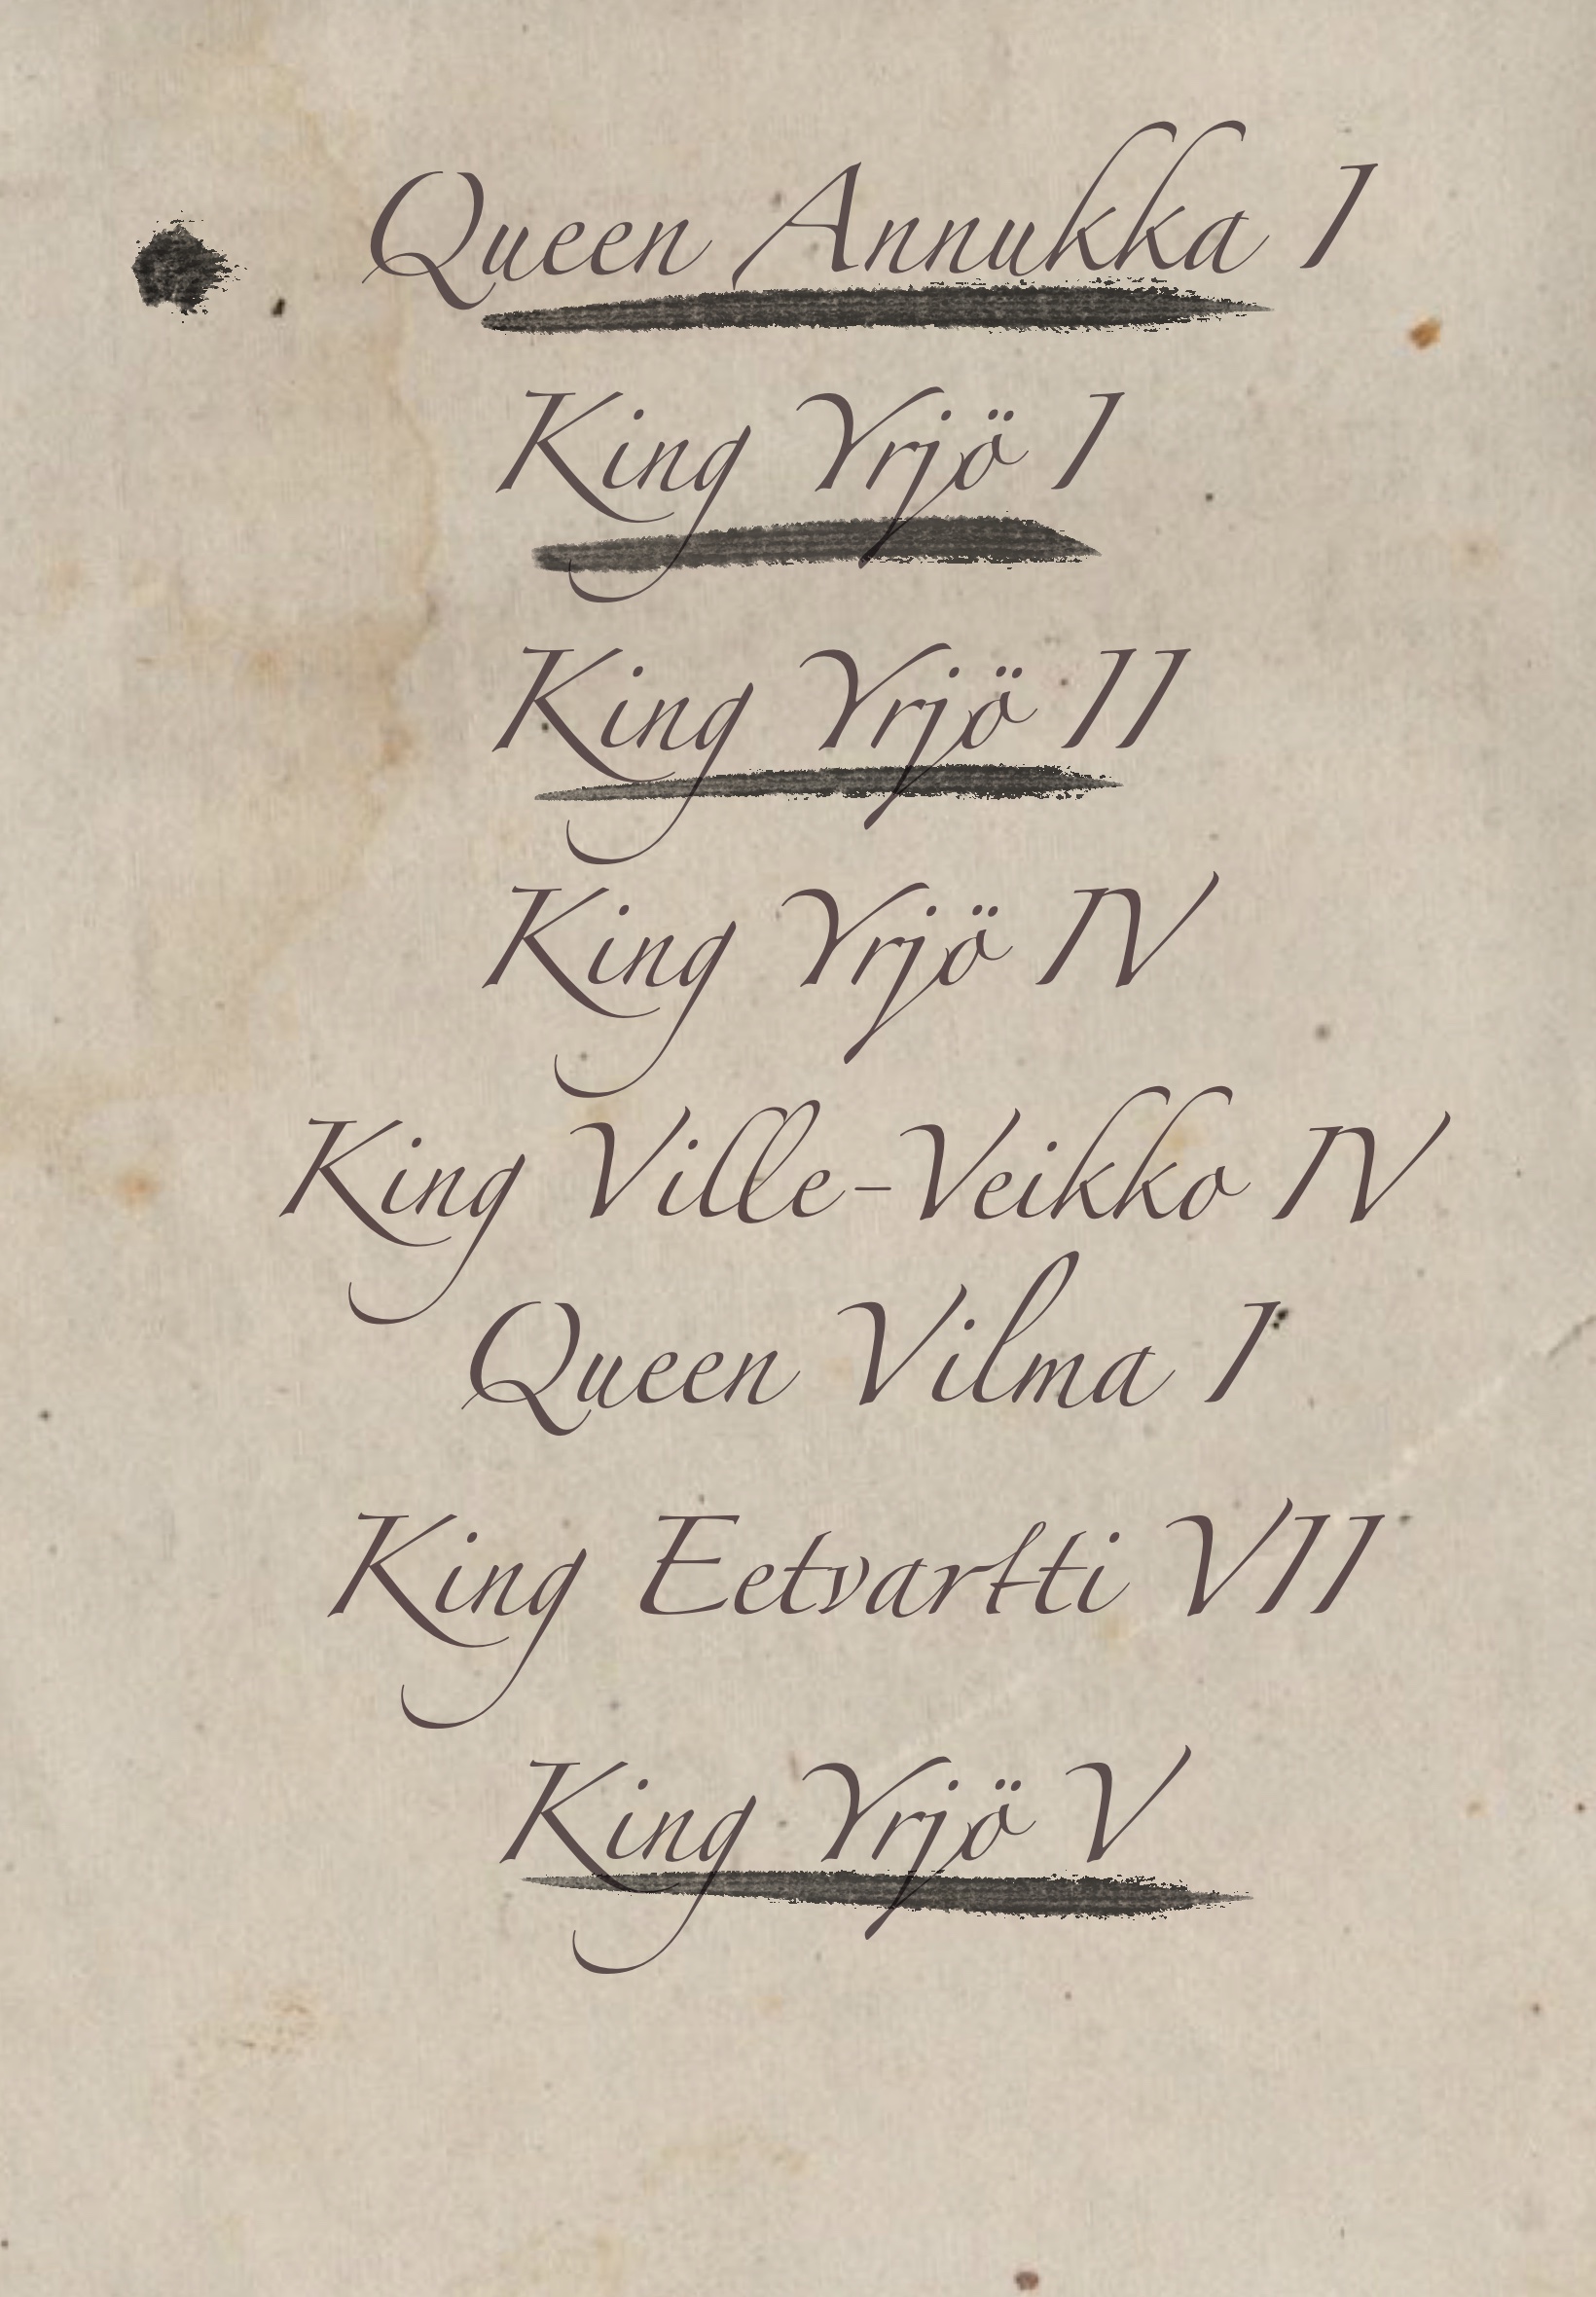 Queen Annukka I
King Yrjö I
King Yrjö II
King Yrjö IV
King Ville-Veikko IV
Queen Vilma I
King Eetvartti VII
King Yrjö V